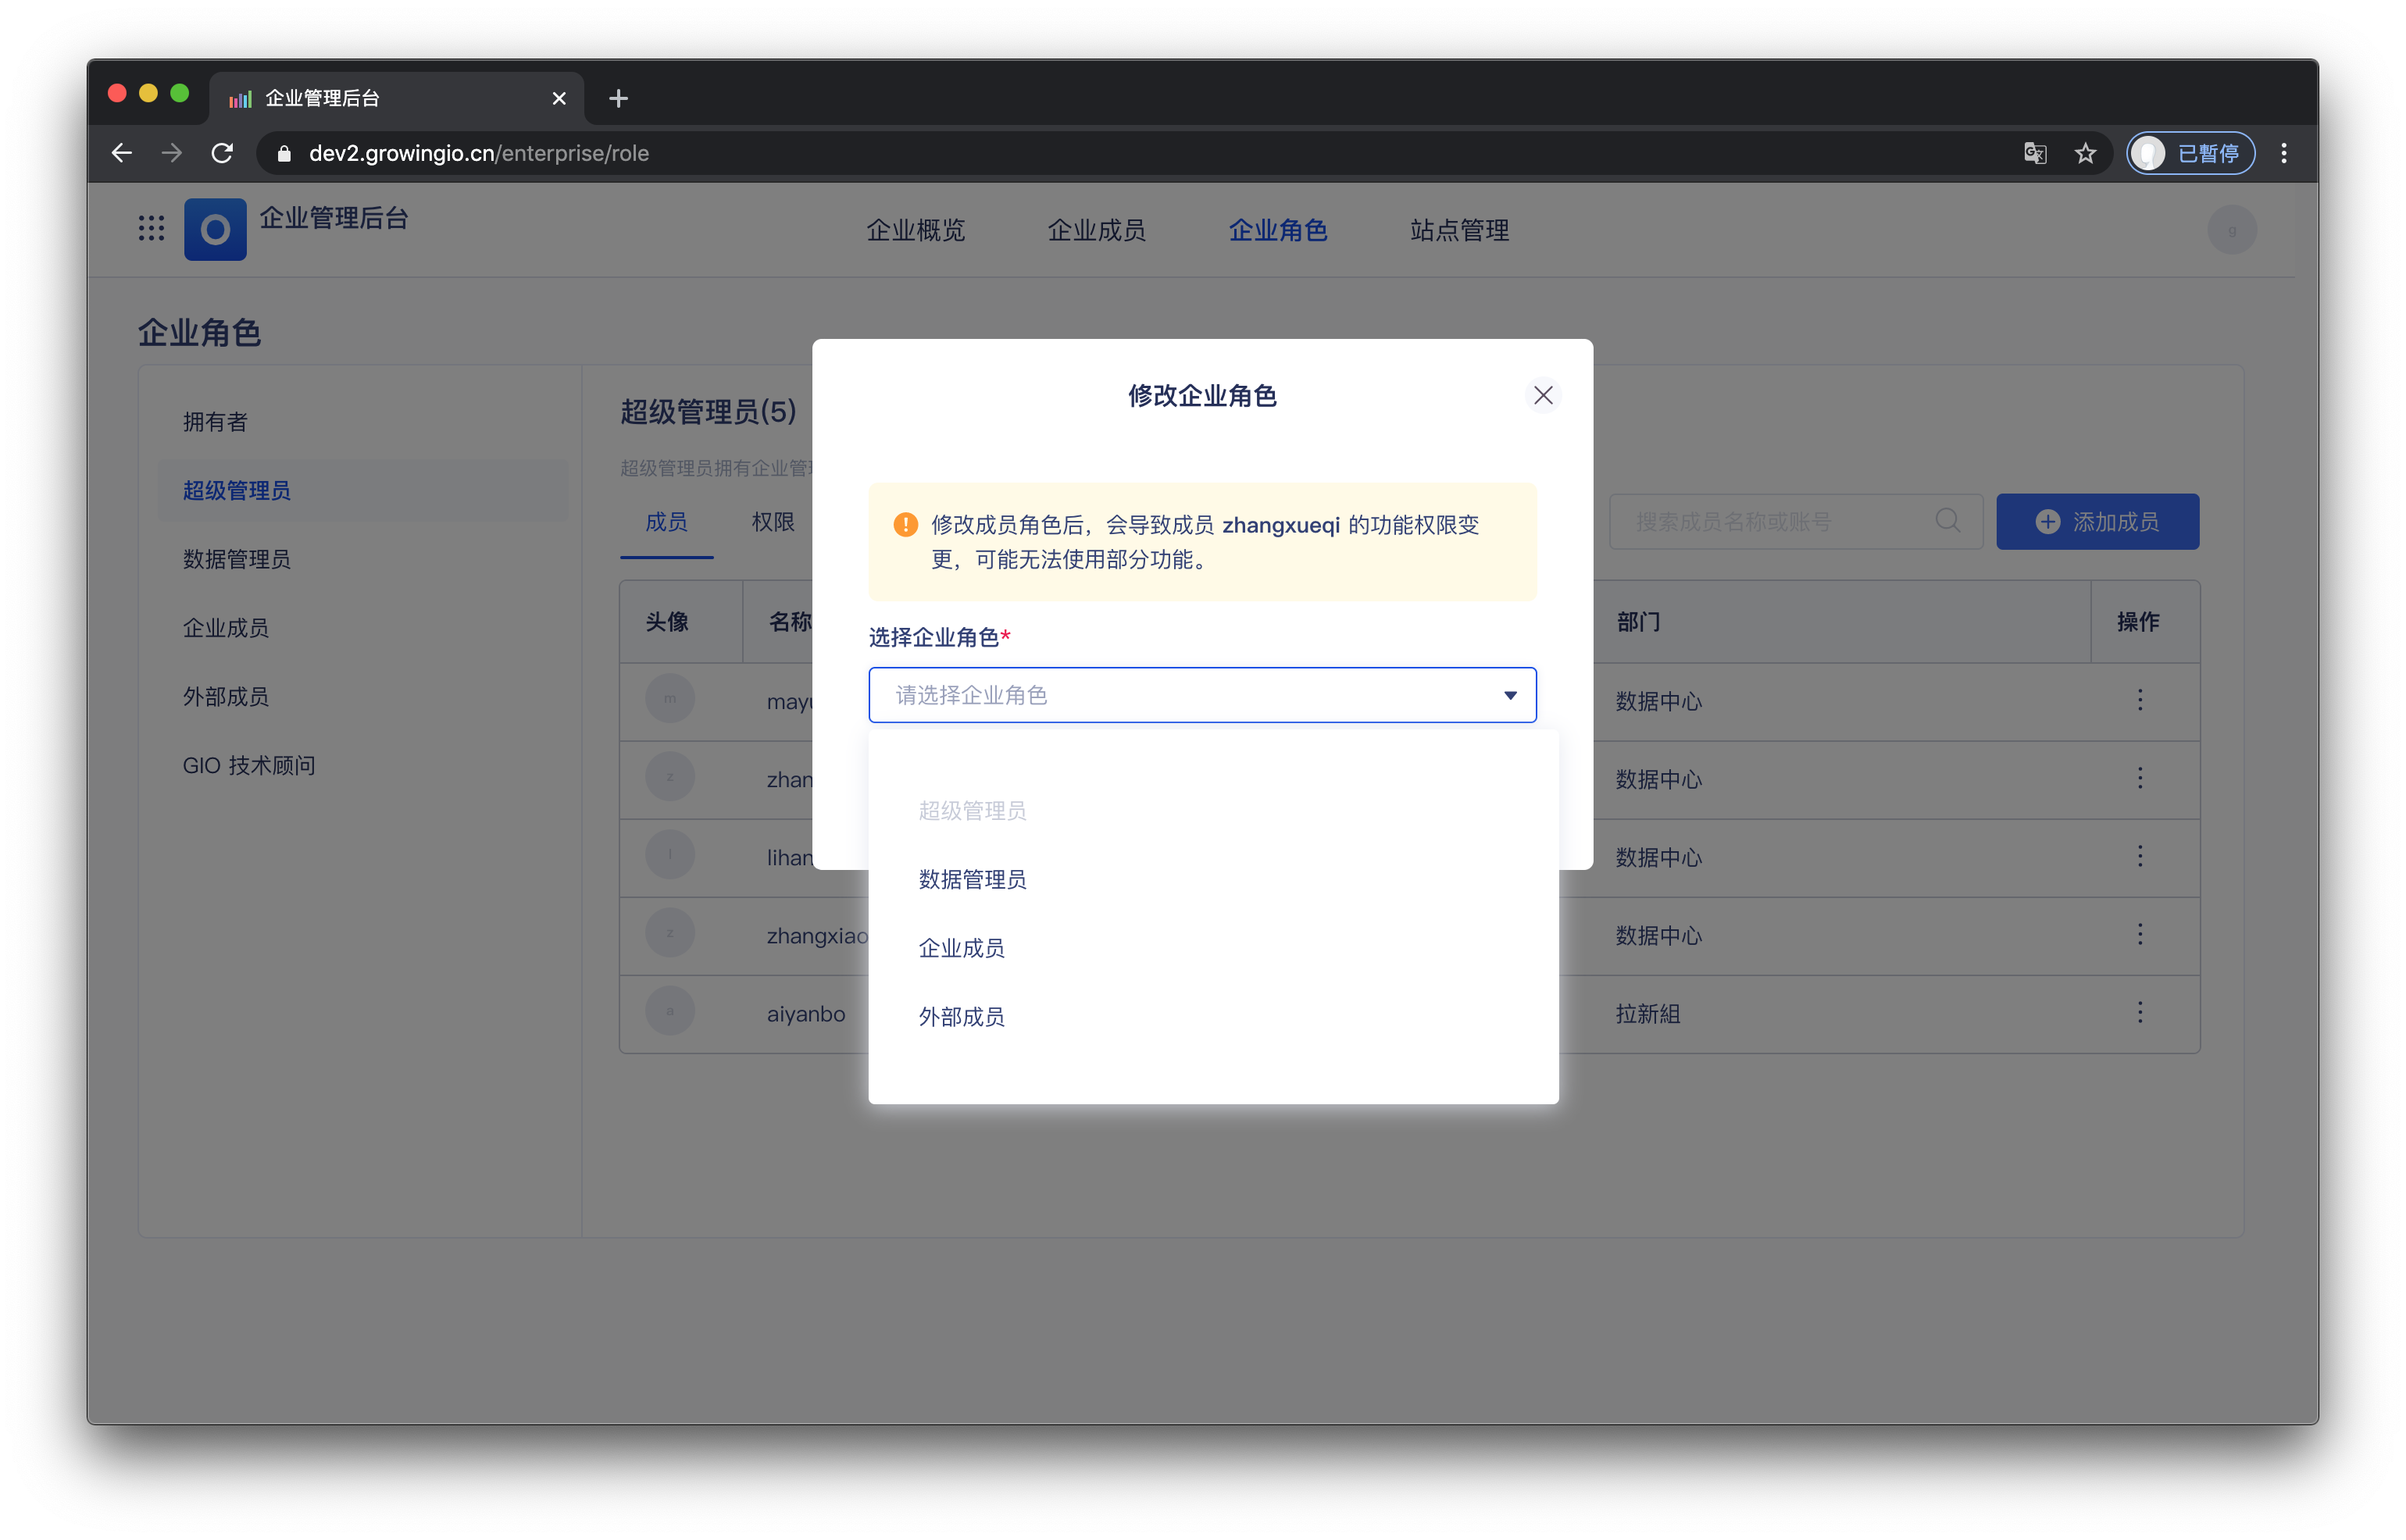 企业管理后台
dev2.growingio.cn/enterprise/role
已暂停
企业管理后台
企业概览
企业成员
企业角色
站点管理
g
企业角色
拥有者
超级管理员
数据管理员
企业成员
外部成员
GIO 技术顾问
超级管理员(5)
超级管理员拥有企业管
成员
权限
搜索成员名称或账号
添加成员
头像
名称
部门
操作
m
mayu
数据中心
z
zhan
数据中心
l
lihan
数据中心
z
zhangxiao
数据中心
a
aiyanbo
拉新組
修改企业角色
修改成员角色后，会导致成员 zhangxueqi 的功能权限变
更，可能无法使用部分功能。
选择企业角色*
请选择企业角色
超级管理员
数据管理员
企业成员
外部成员